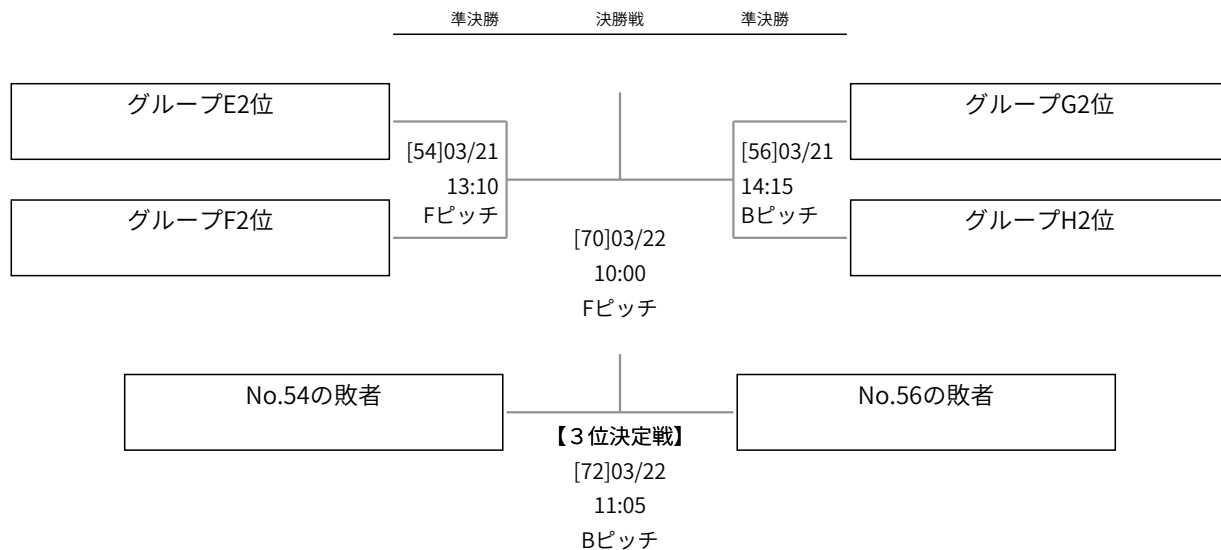 準決勝 決勝戦 準決勝
グループE2位
グループG2位
[54]03/21
13:10
Fピッチ
[56]03/21
14:15
Bピッチ
グループF2位
グループH2位
[70]03/22
10:00
Fピッチ
No.54の敗者
No.56の敗者
【３位決定戦】
[72]03/22
11:05
Bピッチ